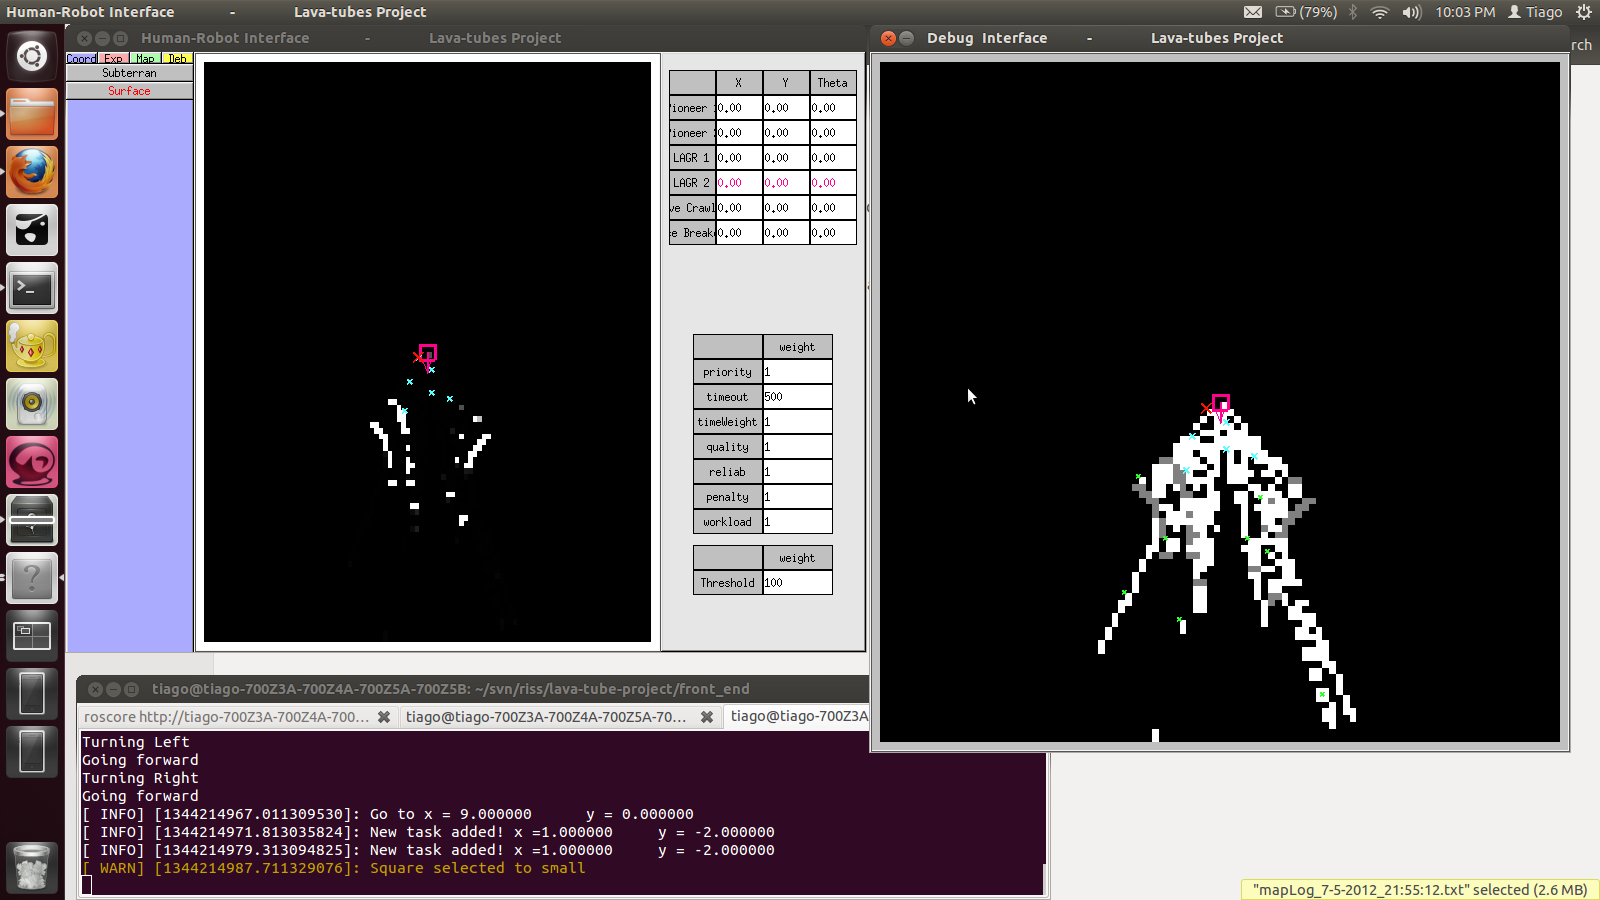 Human-Robot Interface - Lava-tubes Project
(79%) 10:03 PM Tiago
Human-Robot Interface - Lava-tubes Project
Debug Interface - Lava-tubes Project
rch
Coord Exp Map Deb
Subterran
Surface
X Y Theta
ioneer 0.00 0.00 0.00
ioneer 0.00 0.00 0.00
LAGR 1 0.00 0.00 0.00
LAGR 2 0.00 0.00 0.00
ve Crawl 0.00 0.00 0.00
e Break 0.00 0.00 0.00
weight
priority 1
timeout 500
timeWeight 1
quality 1
reliab 1
penalty 1
workload 1
weight
Threshold 100
tiago@tiago-700Z3A-700Z4A-700Z5A-700Z5B: ~/svn/riss/lava-tube-project/front_end
roscore http://tiago-700Z3A-700Z4A-700... tiago@tiago-700Z3A-700Z4A-700Z5A-70... tiago@tiago-700Z3A
Turning Left
Going forward
Turning Right
Going forward
[ INFO] [1344214967.011309530]: Go to x = 9.000000 y = 0.000000
[ INFO] [1344214971.813035824]: New task added! x =1.000000 y = -2.000000
[ INFO] [1344214979.313094825]: New task added! x =1.000000 y = -2.000000
[ WARN] [1344214987.711329076]: Square selected to small
"mapLog_7-5-2012_21:55:12.txt" selected (2.6 MB)